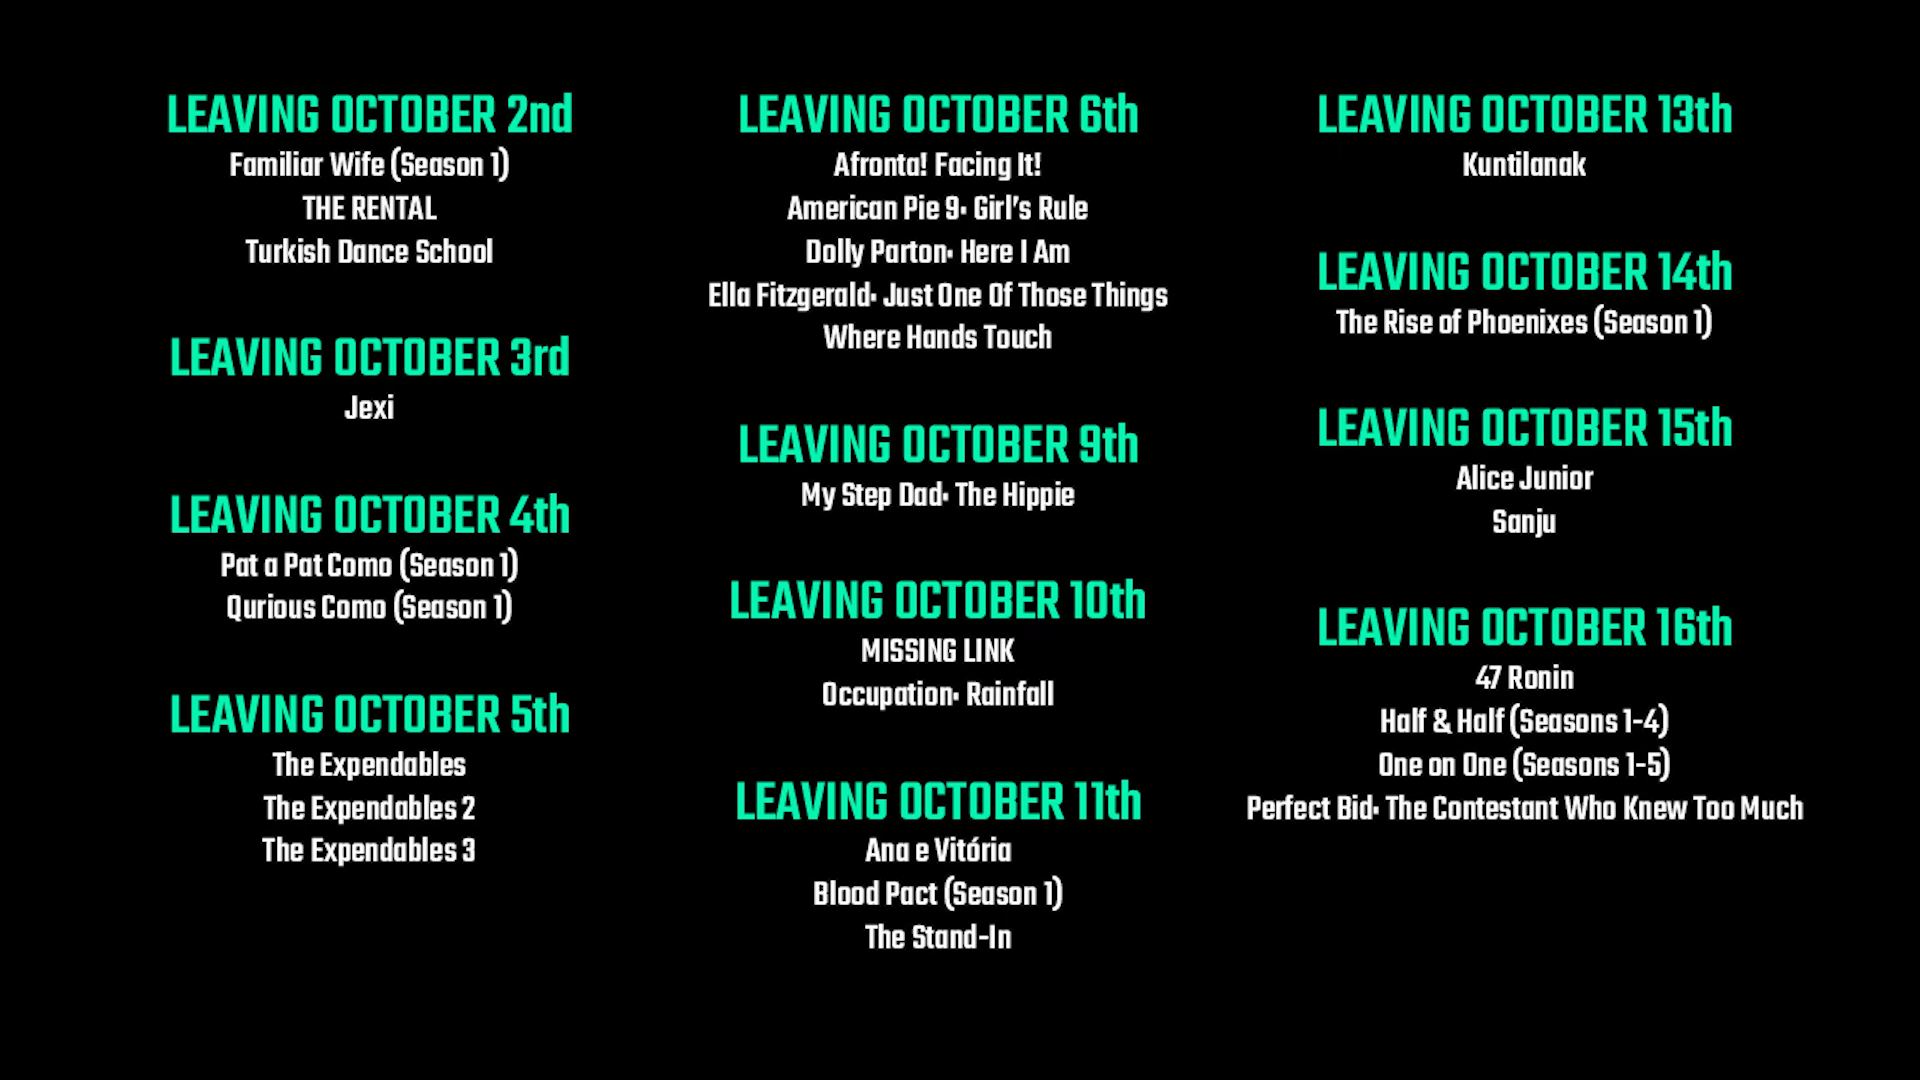 LEAVING OCTOBER 2nd
Familiar Wife (Season 1)
THE RENTAL
Turkish Dance School
LEAVING OCTOBER 3rd
Jexi
LEAVING OCTOBER 4th
Pat a Pat Como (Season 1)
Qurious Como (Season 1)
LEAVING OCTOBER 5th
The Expendables
The Expendables 2
The Expendables 3
LEAVING OCTOBER 6th
Afronta! Facing It!
American Pie 9: Girl's Rule
Dolly Parton: Here I Am
Ella Fitzgerald: Just One Of Those Things
Where Hands Touch
LEAVING OCTOBER 9th
My Step Dad: The Hippie
LEAVING OCTOBER 10th
MISSING LINK
Occupation: Rainfall
LEAVING OCTOBER 11th
Ana e Vitória
Blood Pact (Season 1)
The Stand-In
LEAVING OCTOBER 13th
Kuntilanak
LEAVING OCTOBER 14th
The Rise of Phoenixes (Season 1)
LEAVING OCTOBER 15th
Alice Junior
Sanju
LEAVING OCTOBER 16th
47 Ronin
Half & Half (Seasons 1-4)
One on One (Seasons 1-5)
Perfect Bid: The Contestant Who Knew Too Much